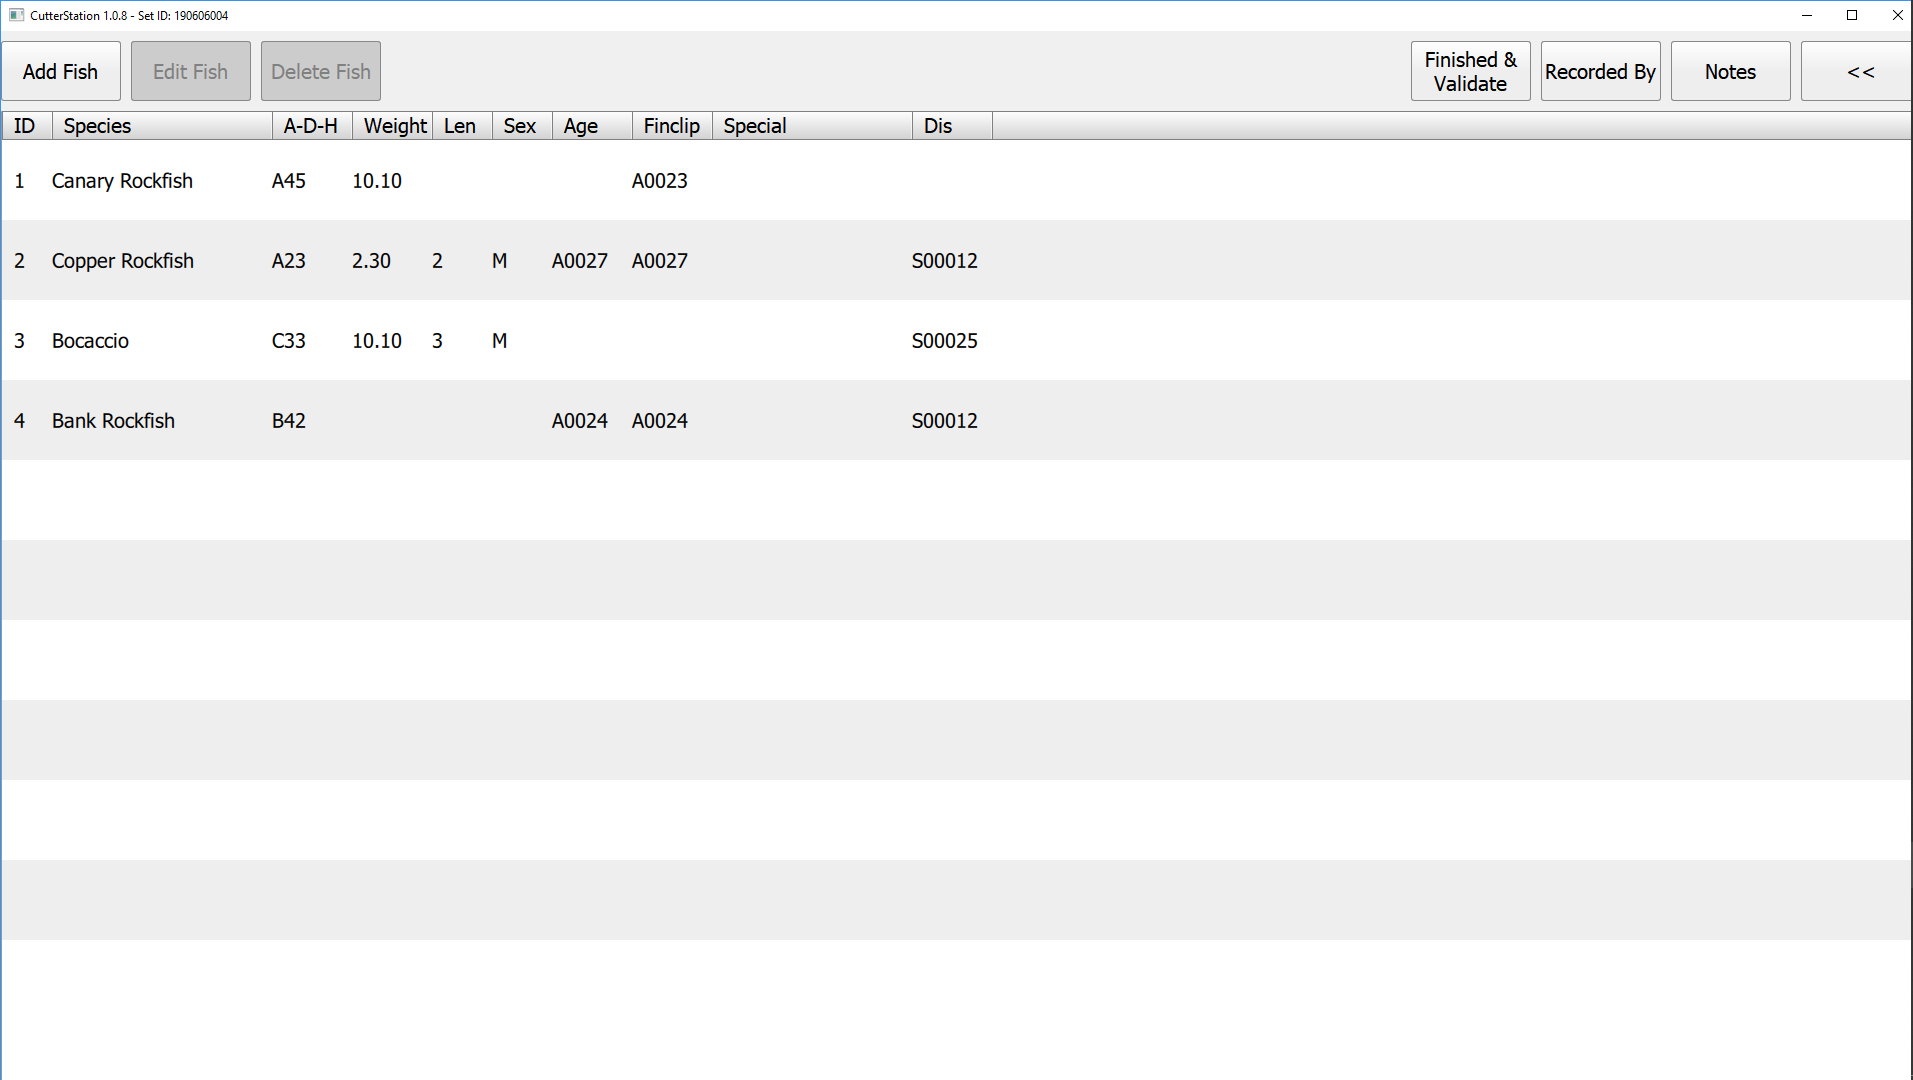 CutterStation 1.0.8 - Set ID: 190606004
Add Fish Edit Fish Delete Fish Finished & Validate Recorded By Notes <<
ID Species A-D-H Weight Len Sex Age Finclip Special Dis
1 Canary Rockfish A45 10.10 A0023
2 Copper Rockfish A23 2.30 2 M A0027 A0027 S00012
3 Bocaccio C33 10.10 3 M S00025
4 Bank Rockfish B42 A0024 A0024 S00012